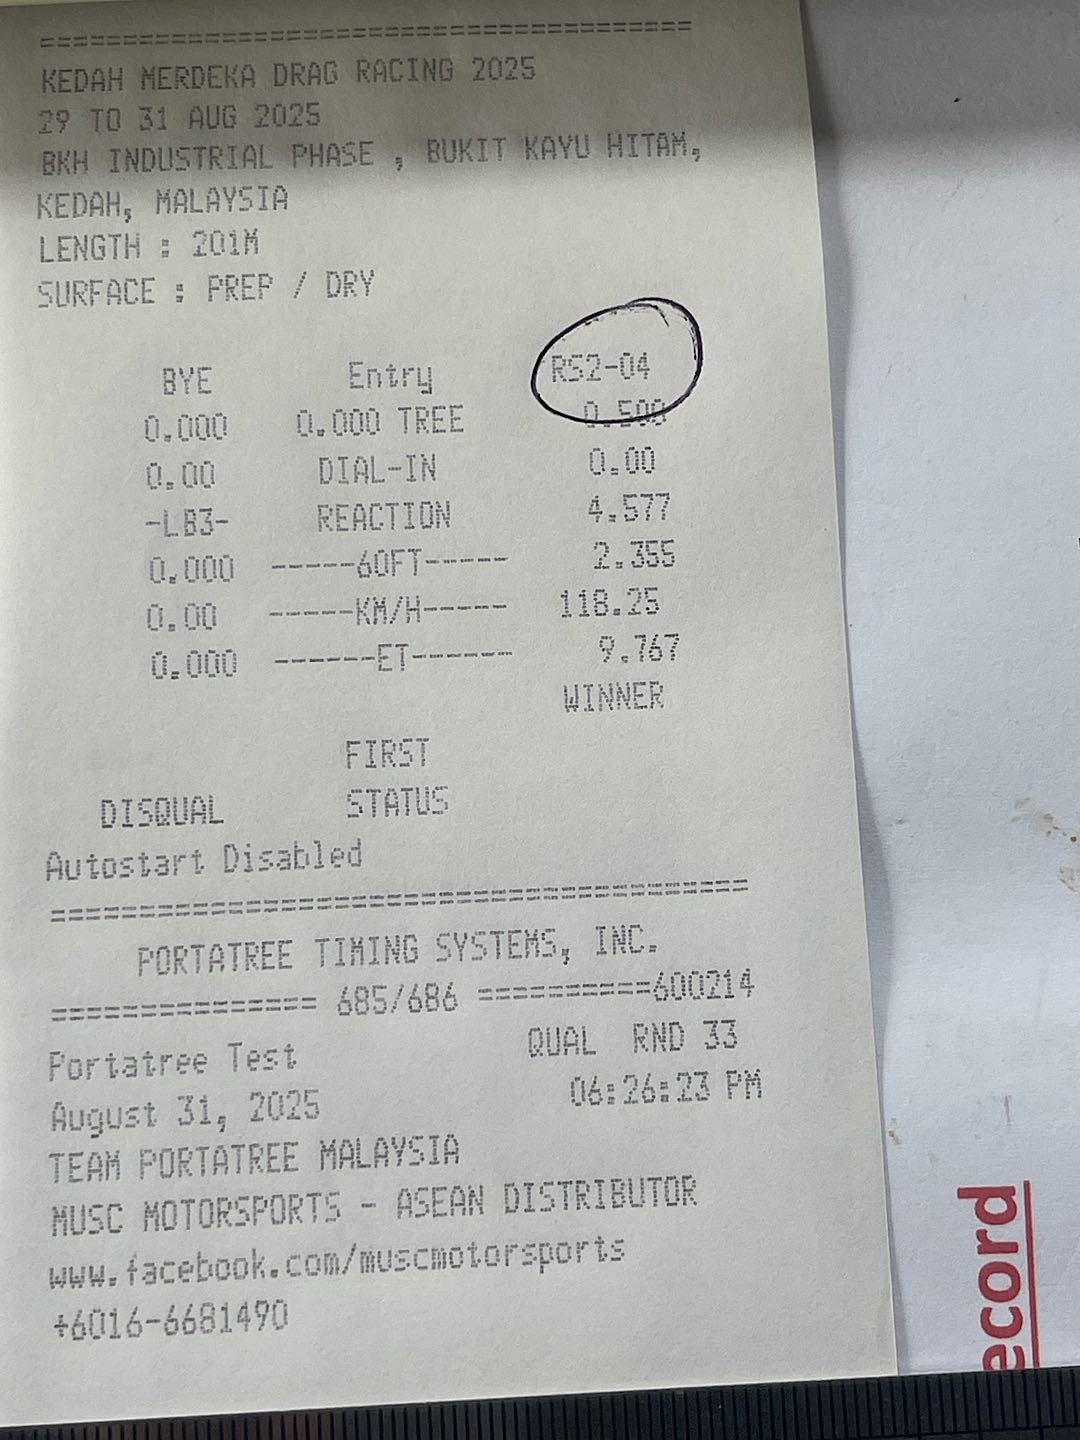 =======================================
KEDAH MERDEKA DRAG RACING 2025
29 TO 31 AUG 2025
BKH INDUSTRIAL PHASE , BUKIT KAYU HITAM,
KEDAH, MALAYSIA
LENGTH : 201M
SURFACE : PREP / DRY
BYE Entry RS2-04
0.000 0.000 TREE 0.500
0.00 DIAL-IN 0.00
-LB3- REACTION 4.577
0.000 -----60FT----- 2.355
0.00 -----KM/H----- 118.25
0.000 ------ET------ 9.767
WINNER
FIRST
DISQUAL STATUS
Autostart Disabled
========================================
PORTATREE TIMING SYSTEMS, INC.
=============== 685/686 ==========600214
Portatree Test QUAL RND 33
August 31, 2025 06:26:23 PM
TEAM PORTATREE MALAYSIA
MUSC MOTORSPORTS - ASEAN DISTRIBUTOR
www.facebook.com/muscmotorsports
+6016-6681490
ecord